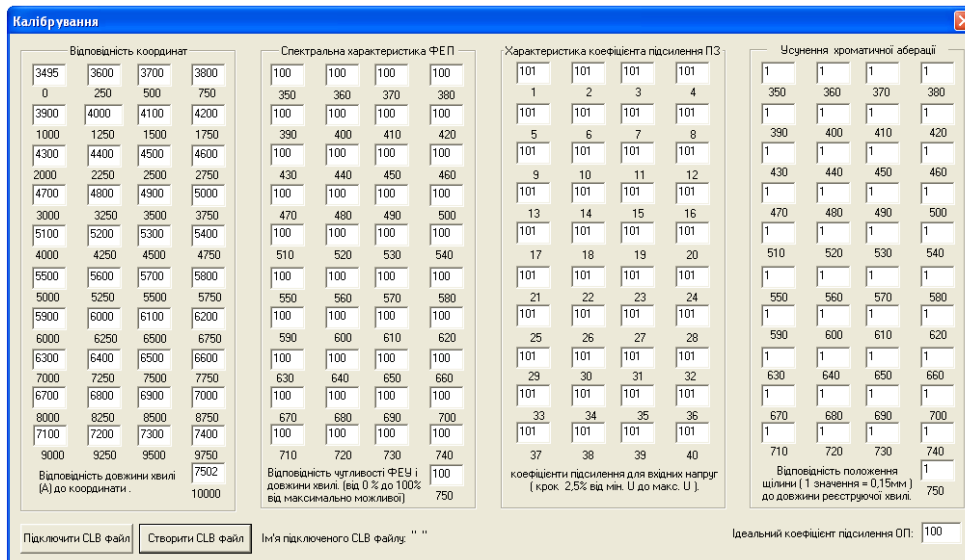 Калібрування
Відповідність координат
3495 3600 3700 3800
0 250 500 750
3900 4000 4100 4200
1000 1250 1500 1750
4300 4400 4500 4600
2000 2250 2500 2750
4700 4800 4900 5000
3000 3250 3500 3750
5100 5200 5300 5400
4000 4250 4500 4750
5500 5600 5700 5800
5000 5250 5500 5750
5900 6000 6100 6200
6000 6250 6500 6750
6300 6400 6500 6600
7000 7250 7500 7750
6700 6800 6900 7000
8000 8250 8500 8750
7100 7200 7300 7400
9000 9250 9500 9750
Відповідність довжини хвилі
(А) до координати .
7502
10000
Спектральна характеристика ФЕП
100 100 100 100
350 360 370 380
100 100 100 100
390 400 410 420
100 100 100 100
430 440 450 460
100 100 100 100
470 480 490 500
100 100 100 100
510 520 530 540
100 100 100 100
550 560 570 580
100 100 100 100
590 600 610 620
100 100 100 100
630 640 650 660
100 100 100 100
670 680 690 700
100 100 100 100
710 720 730 740
Відповідність чутливості ФЕУ і
довжини хвилі. (від 0 % до 100%
від максимально можливої)
100
750
Характеристика коефіцієнта підсилення ПЗ
101 101 101 101
1 2 3 4
101 101 101 101
5 6 7 8
101 101 101 101
9 10 11 12
101 101 101 101
13 14 15 16
101 101 101 101
17 18 19 20
101 101 101 101
21 22 23 24
101 101 101 101
25 26 27 28
101 101 101 101
29 30 31 32
101 101 101 101
33 34 35 36
101 101 101 101
37 38 39 40
коефіцієнти підсилення для вхідних напруг
( крок 2,5% від мін. U до макс. U ).
Усунення хроматичної аберації
1 1 1 1
350 360 370 380
1 1 1 1
390 400 410 420
1 1 1 1
430 440 450 460
1 1 1 1
470 480 490 500
1 1 1 1
510 520 530 540
1 1 1 1
550 560 570 580
1 1 1 1
590 600 610 620
1 1 1 1
630 640 650 660
1 1 1 1
670 680 690 700
1 1 1 1
710 720 730 740
Відповідність положення
щілини ( 1 значення = 0,15мм )
до довжини реєструючої хвилі.
1
750
Підключити CLB файл
Створити CLB файл
Ім'я підключеного CLB файлу: " "
Ідеальний коефіцієнт підсилення ОП: 100